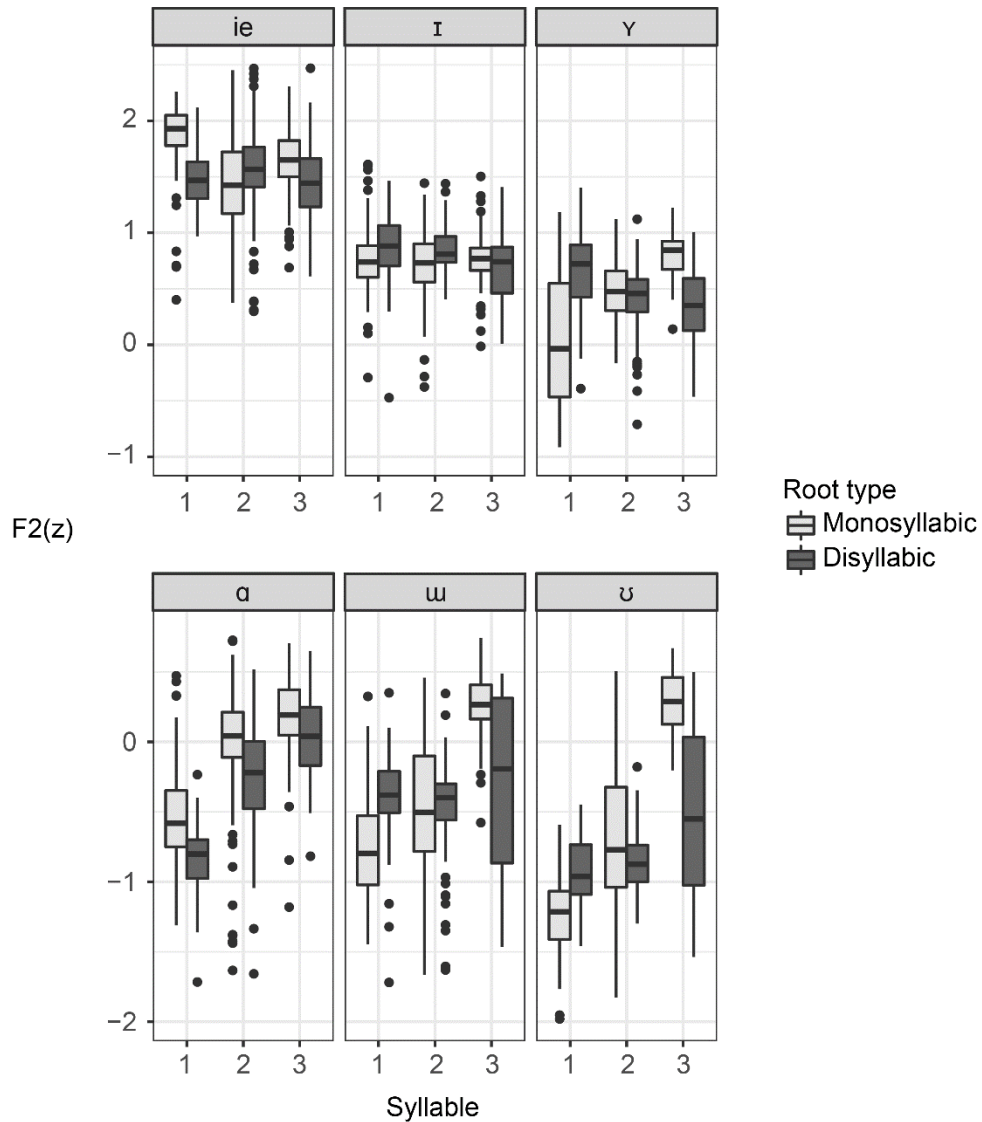 ie ɪ ʏ
2
1
0
−1
1 2 3 1 2 3 1 2 3
F2(z)
Root type
Monosyllabic
Disyllabic
ɑ ɯ ʊ
0
−1
−2
1 2 3 1 2 3 1 2 3
Syllable